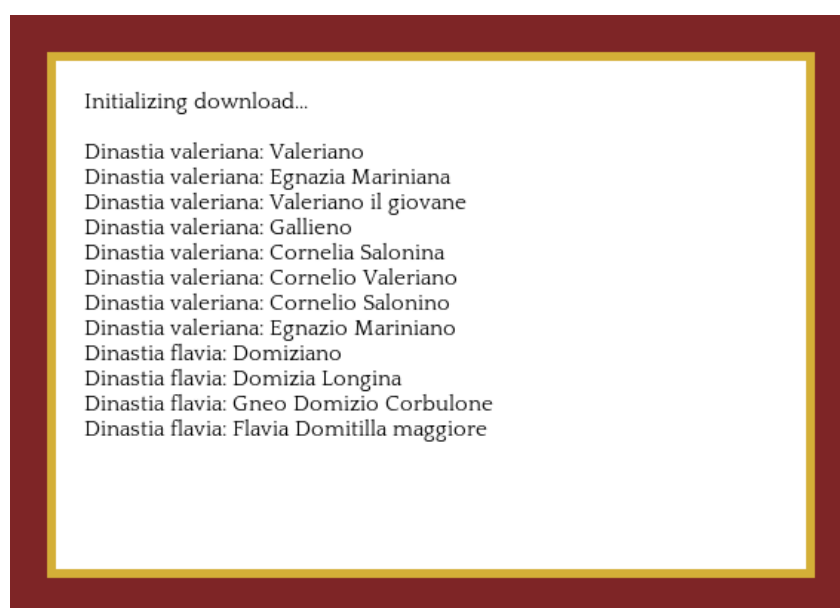 Initializing download...
Dinastia valeriana: Valeriano
Dinastia valeriana: Egnazia Mariniana
Dinastia valeriana: Valeriano il giovane
Dinastia valeriana: Gallieno
Dinastia valeriana: Cornelia Salonina
Dinastia valeriana: Cornelio Valeriano
Dinastia valeriana: Cornelio Salonino
Dinastia valeriana: Egnazio Mariniano
Dinastia flavia: Domiziano
Dinastia flavia: Domizia Longina
Dinastia flavia: Gneo Domizio Corbulone
Dinastia flavia: Flavia Domitilla maggiore